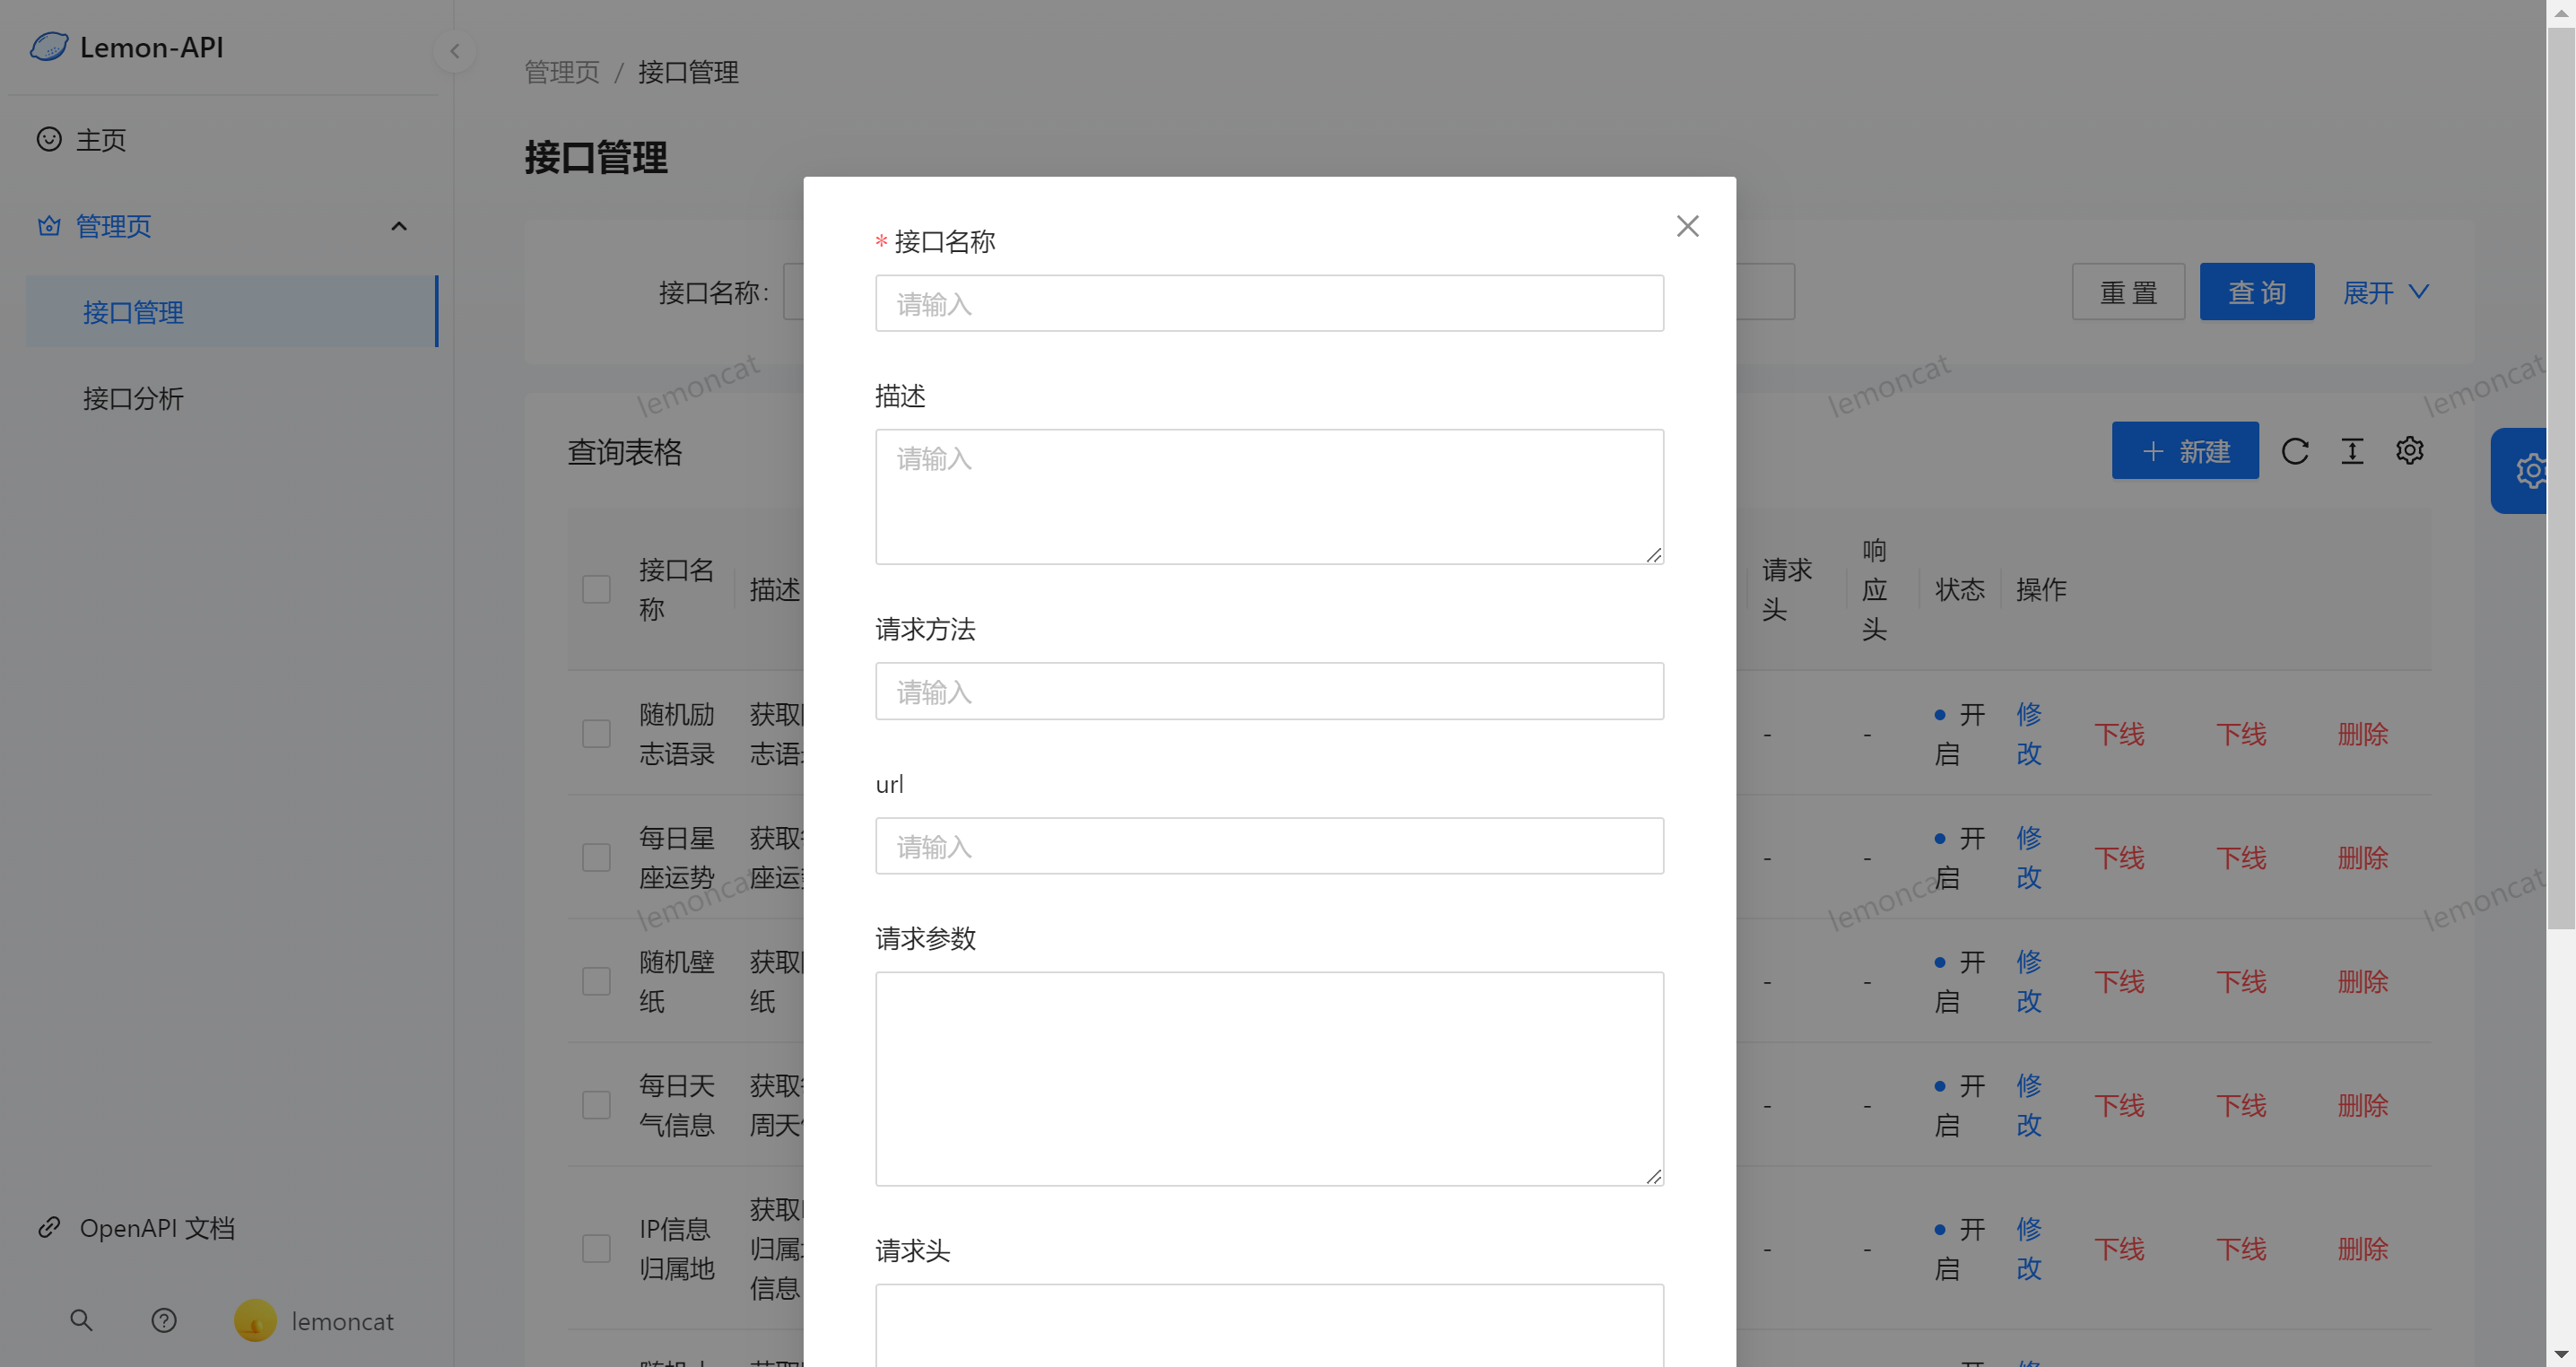 Lemon-API
主页
管理页
接口管理
接口分析
OpenAPI 文档
lemoncat
管理页 / 接口管理
接口管理
接口名称:
重 置
查 询
展开
查询表格
+ 新建
接口名
称
描述
请求
头
响
应
头
状态
操作
随机励
志语录
获取
志语
-
-
开
启
修
改
下线
下线
删除
每日星
座运势
获取
座运
-
-
开
启
修
改
下线
下线
删除
随机壁
纸
获取
纸
-
-
开
启
修
改
下线
下线
删除
每日天
气信息
获取
周天
-
-
开
启
修
改
下线
下线
删除
IP信息
归属地
获取
归属
信息
-
-
开
启
修
改
下线
下线
删除
* 接口名称
请输入
描述
请输入
请求方法
请输入
url
请输入
请求参数
请求头
lemoncat
lemoncat
lemoncat
lemoncat
lemoncat
lemoncat